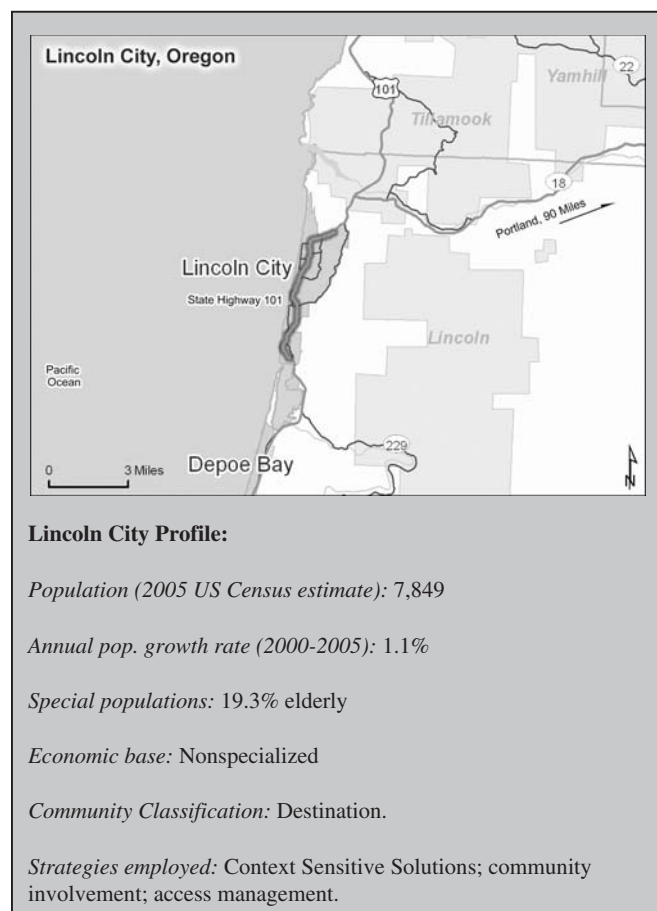 Lincoln City, Oregon
22
Yamhill
101
Tillamook
18
Portland, 90 Miles
Lincoln City
State Highway 101
Lincoln
Pacific
Ocean
229
0 3 Miles
Depoe Bay
N
Lincoln City Profile:
Population (2005 US Census estimate): 7,849
Annual pop. growth rate (2000-2005): 1.1%
Special populations: 19.3% elderly
Economic base: Nonspecialized
Community Classification: Destination.
Strategies employed: Context Sensitive Solutions; community
involvement; access management.